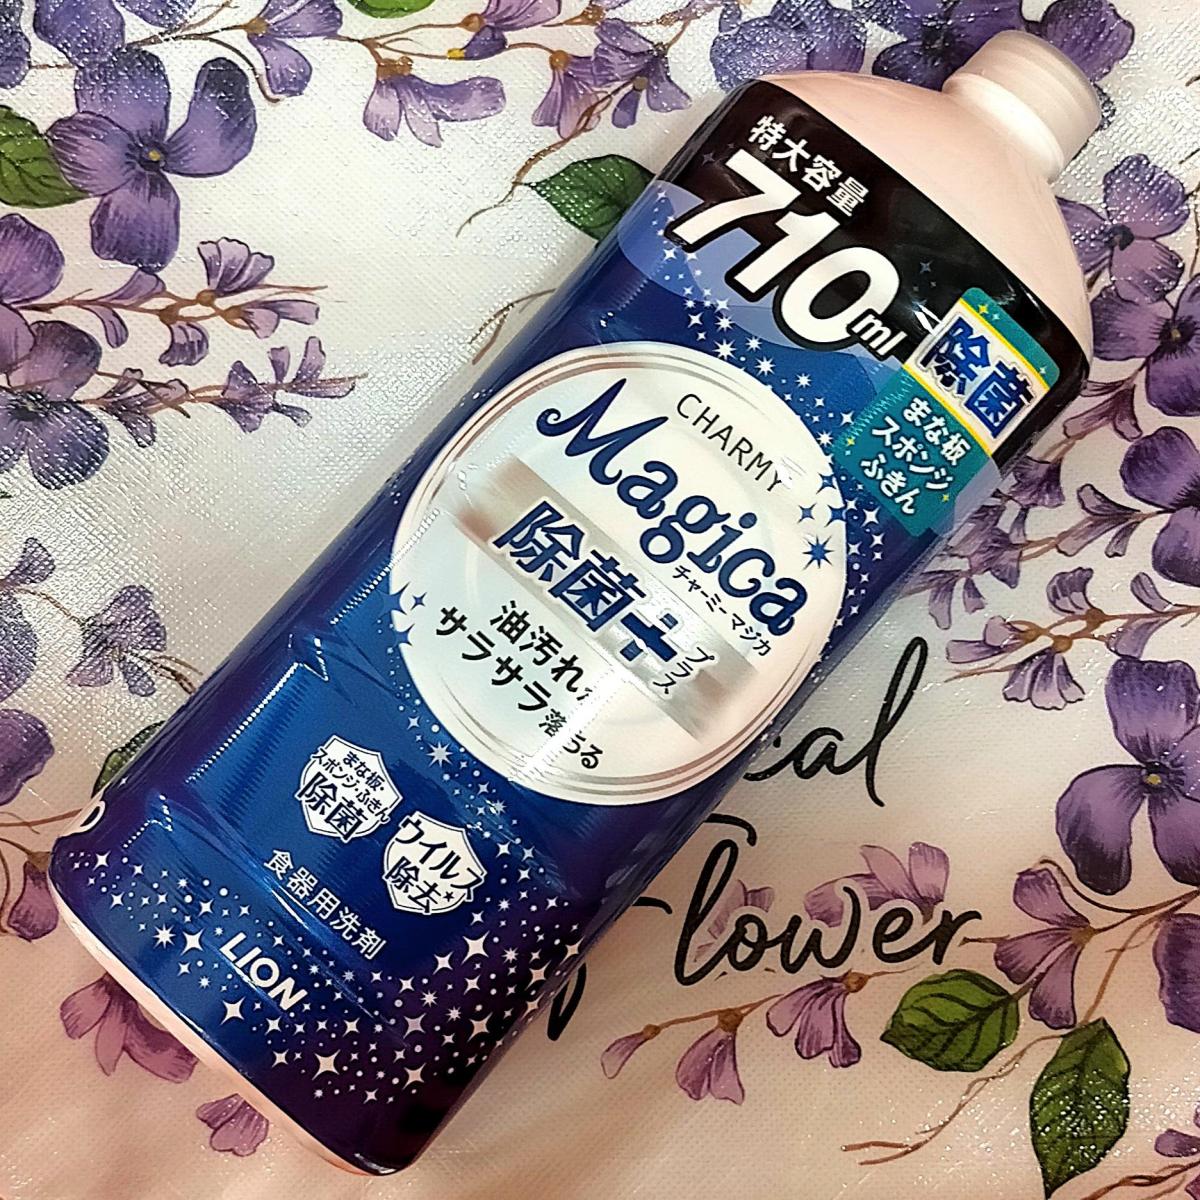 特大容量
710ml
除菌
まな板
スポンジ
ふきん
CHARMY
Magica
チャーミーマジカ
除菌+
プラス
油汚れ
サラサラ落ちる
まな板・
スポンジ・ふきん
除菌
ウイルス
除去*
食器用洗剤
LION
Flower